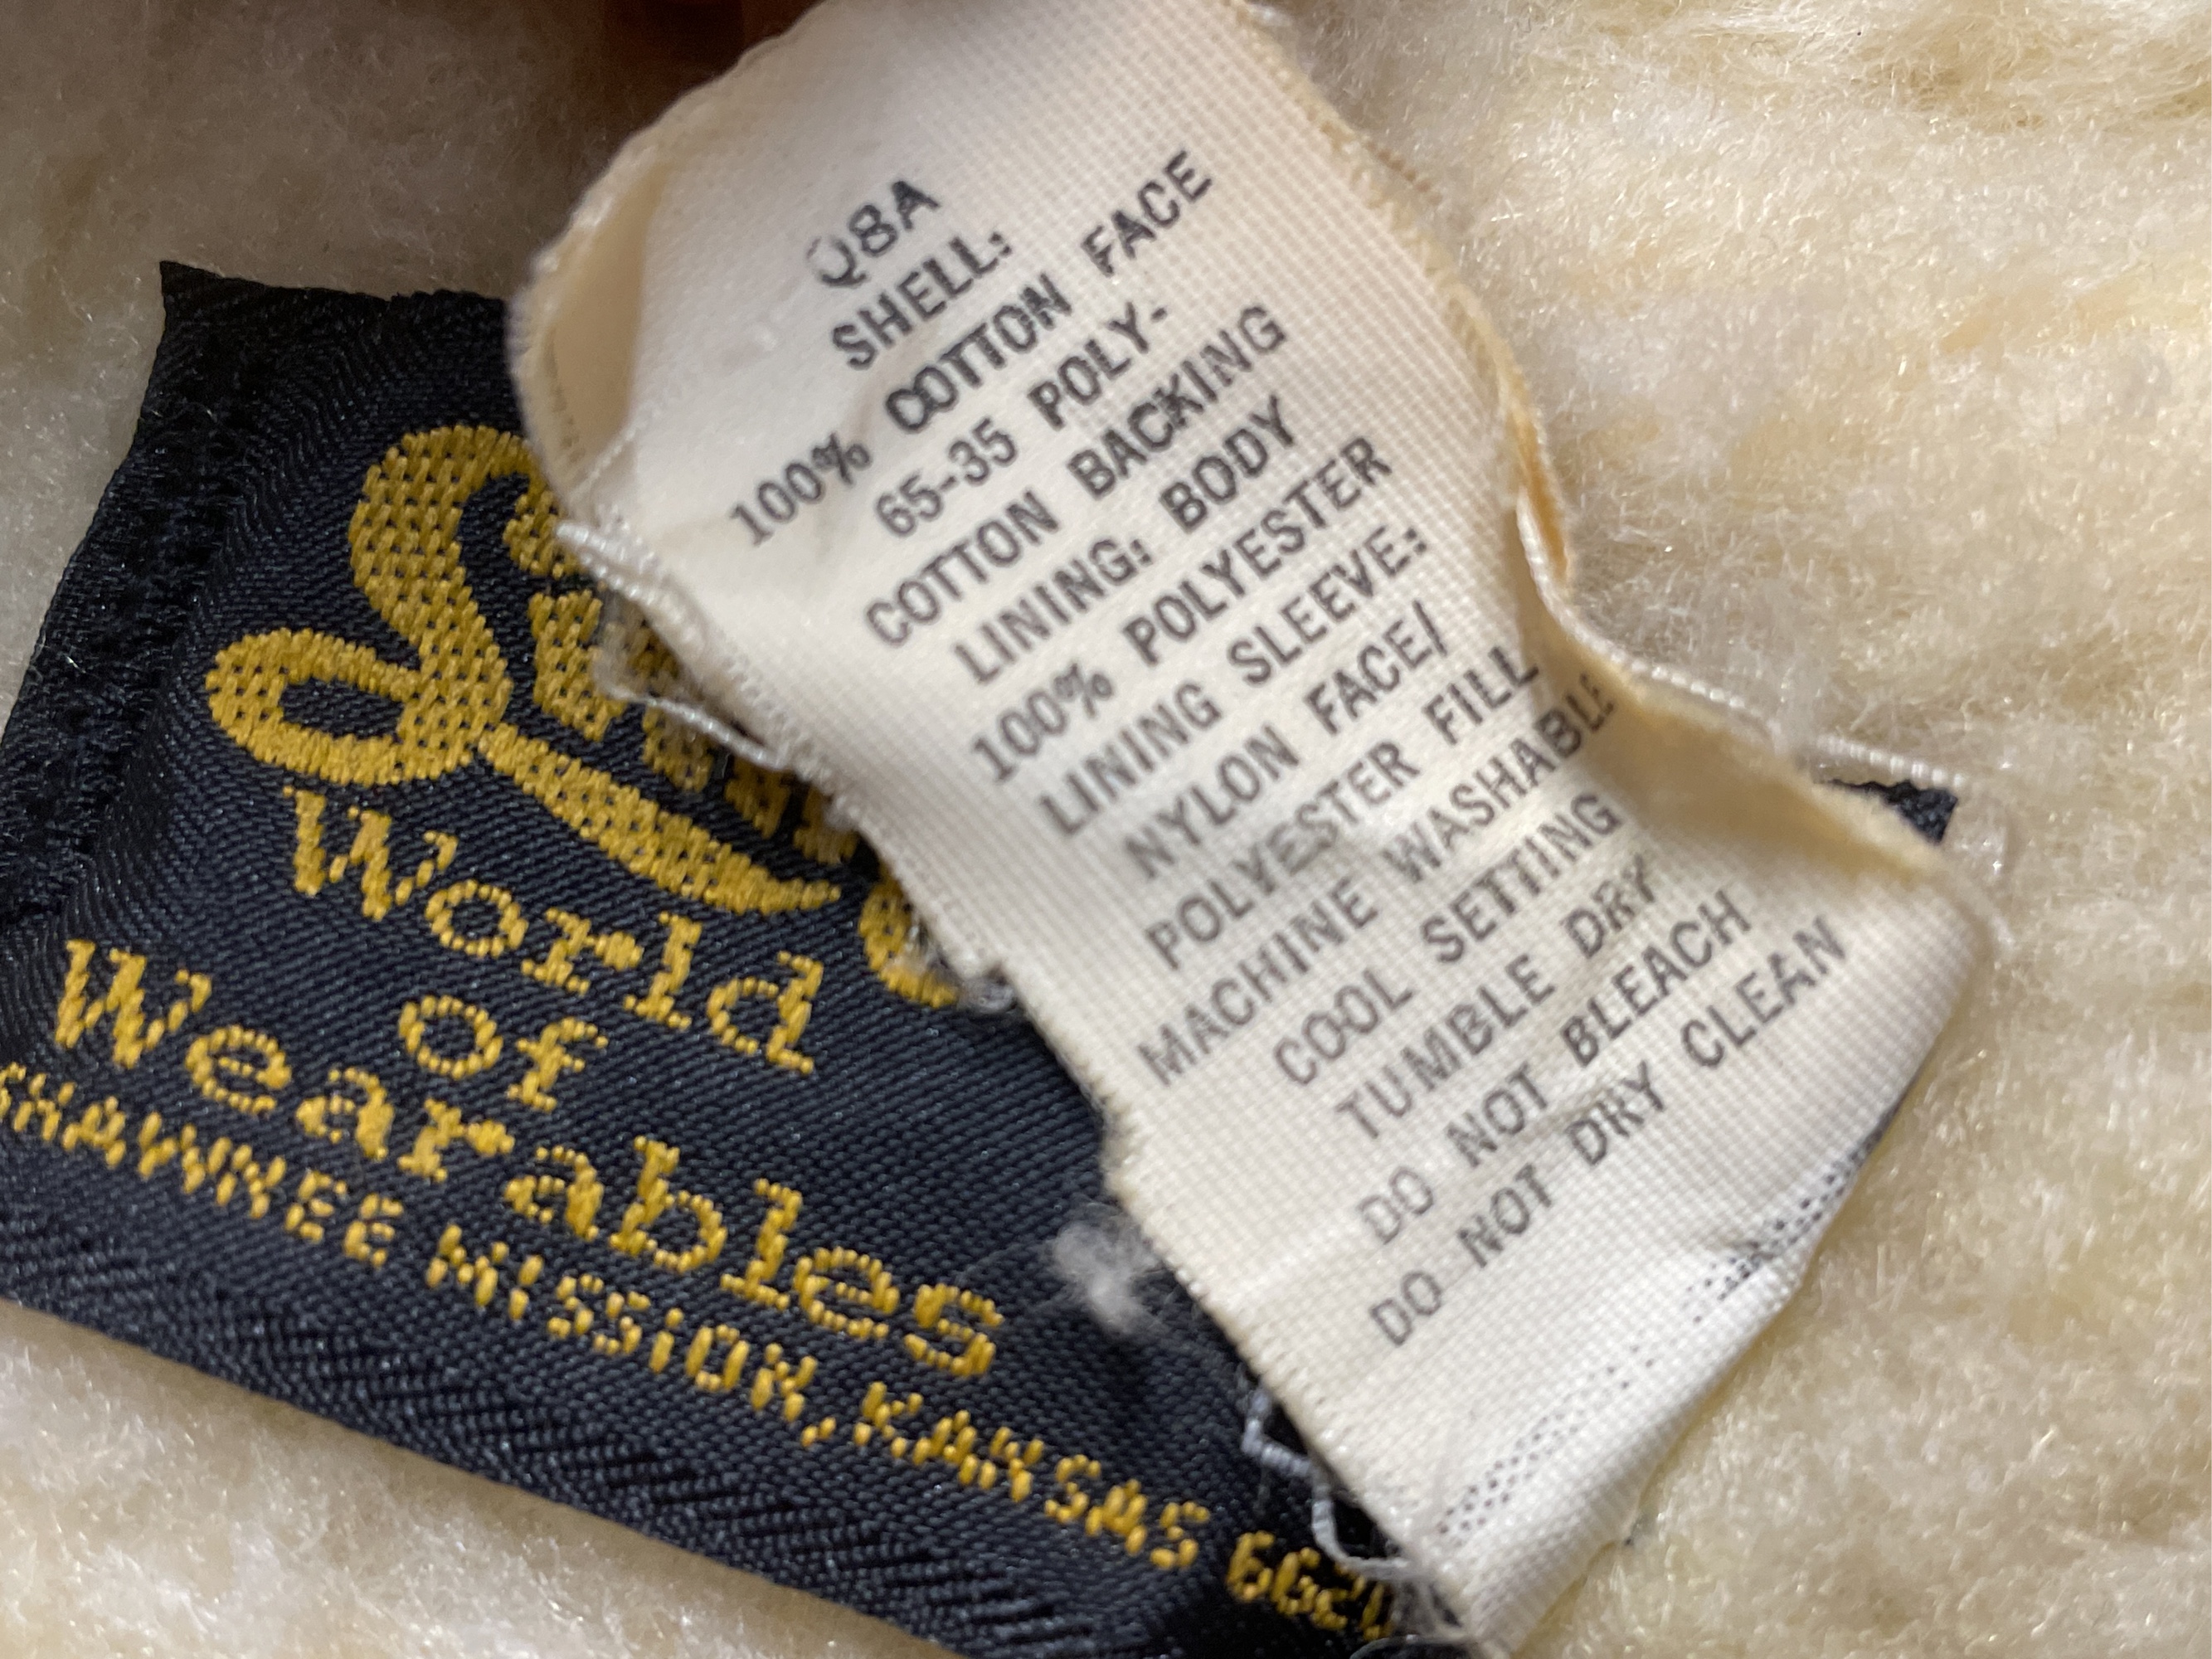 Q8A
SHELL:
100% COTTON FACE
65-35 POLY-
COTTON BACKING
LINING: BODY
100% POLYESTER
LINING SLEEVE:
NYLON FACE/
POLYESTER FILL
MACHINE WASHABLE
COOL SETTING
TUMBLE DRY
DO NOT BLEACH
DO NOT DRY CLEAN
World
of
Wearables
SHAWNEE MISSION, KANSAS